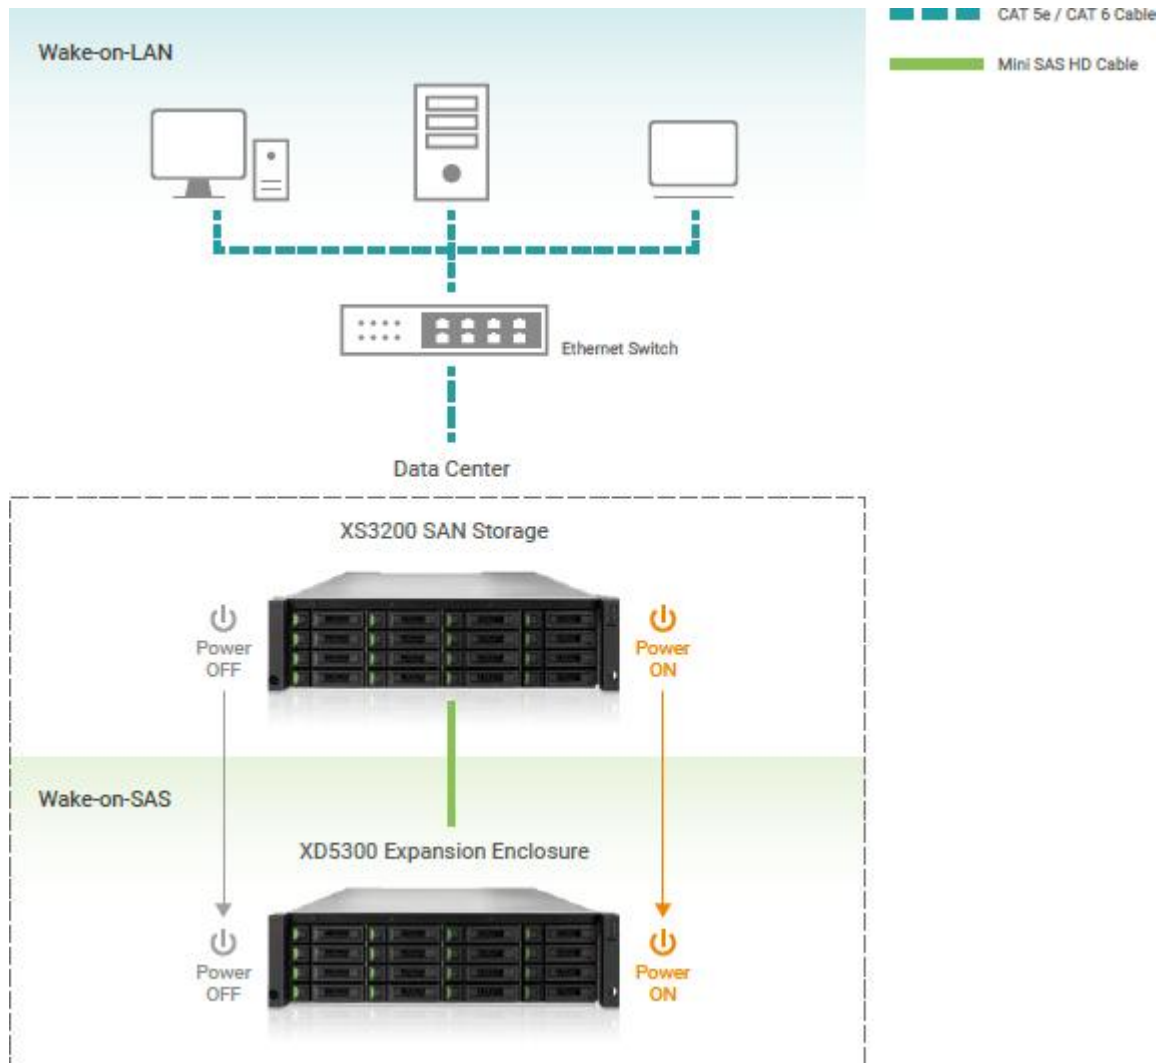 CAT 5e / CAT 6 Cable
Wake-on-LAN
Mini SAS HD Cable
Ethernet Switch
Data Center
XS3200 SAN Storage
Power
OFF
Power
ON
Wake-on-SAS
XD5300 Expansion Enclosure
Power
OFF
Power
ON